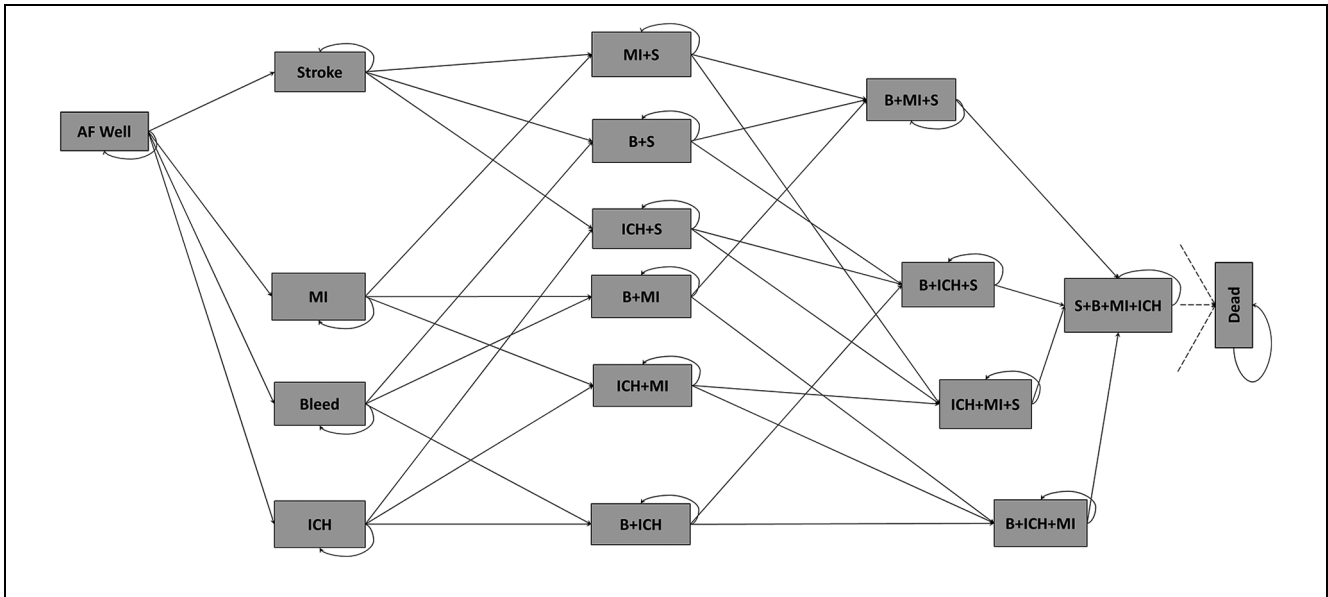 AF Well
Stroke
MI
Bleed
ICH
MI+S
B+S
ICH+S
B+MI
ICH+MI
B+ICH
B+MI+S
B+ICH+S
ICH+MI+S
B+ICH+MI
S+B+MI+ICH
Dead